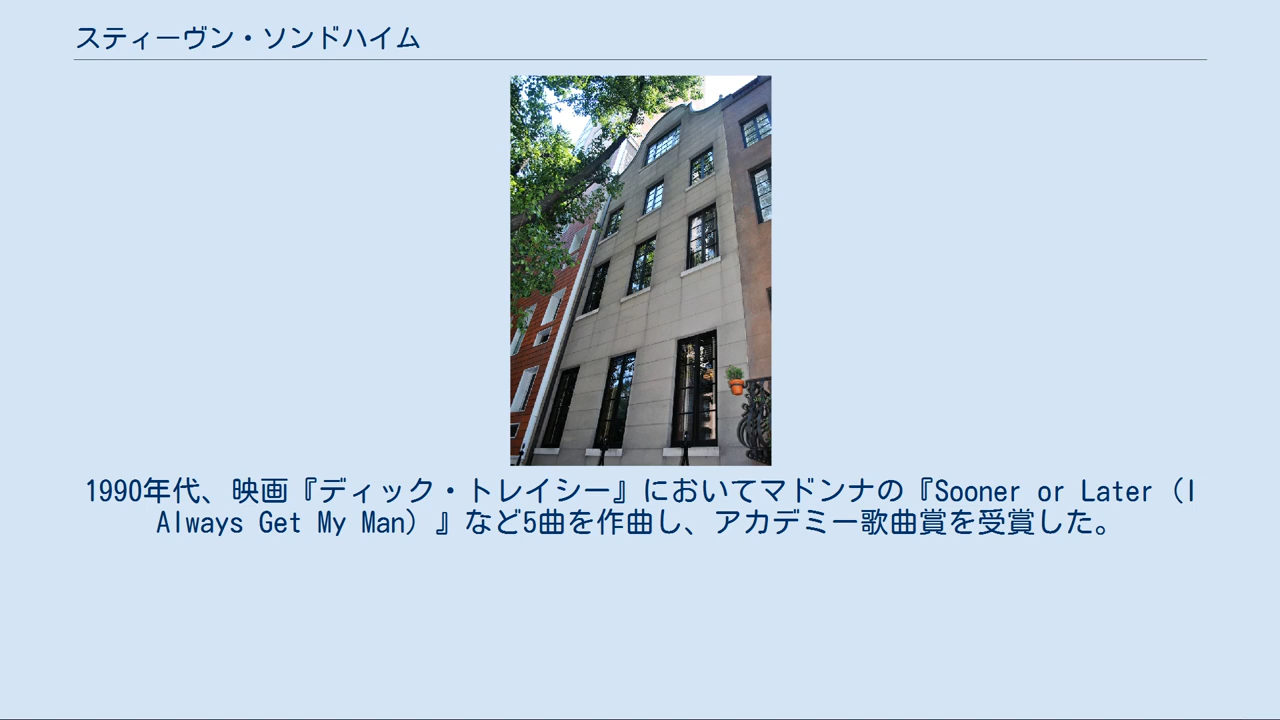 スティーヴン・ソンドハイム
1990年代、映画『ディック・トレイシー』においてマドンナの『Sooner or Later（I
Always Get My Man）』など5曲を作曲し、アカデミー歌曲賞を受賞した。